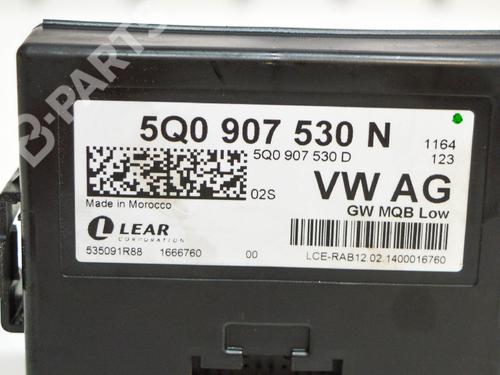 B-PARTS
5Q0 907 530 N
1164
5Q0 907 530 D
123
02S
VW AG
Made in Morocco
GW MQB Low
LEAR
CORPORATION
535091R88 1666760 00
LCE-RAB12.02.1400016760